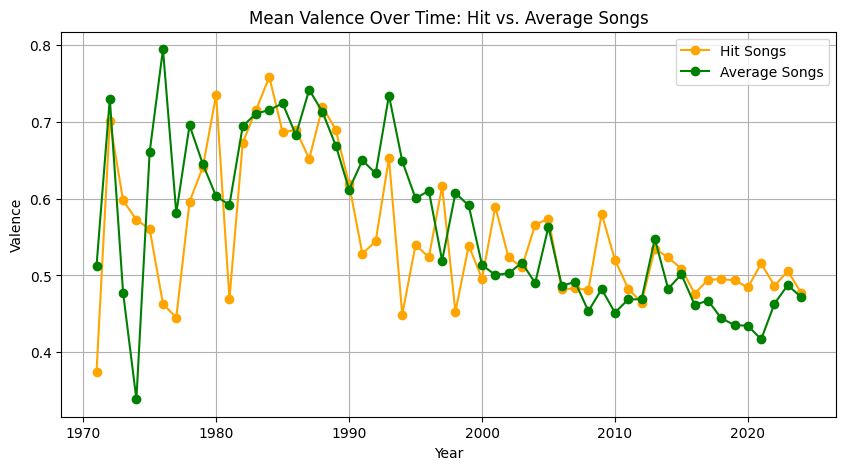 Mean Valence Over Time: Hit vs. Average Songs
Hit Songs
Average Songs
Valence
0.8
0.7
0.6
0.5
0.4
1970
1980
1990
2000
2010
2020
Year